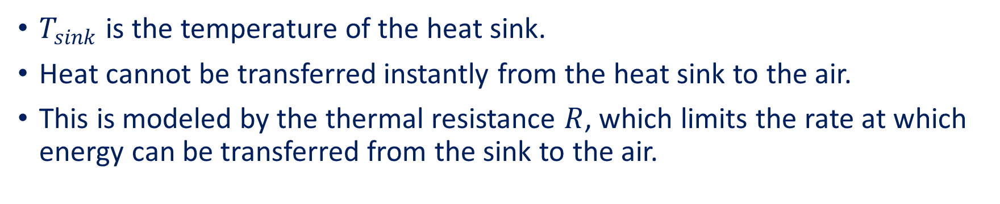 • T_sink is the temperature of the heat sink.
• Heat cannot be transferred instantly from the heat sink to the air.
• This is modeled by the thermal resistance R, which limits the rate at which
energy can be transferred from the sink to the air.